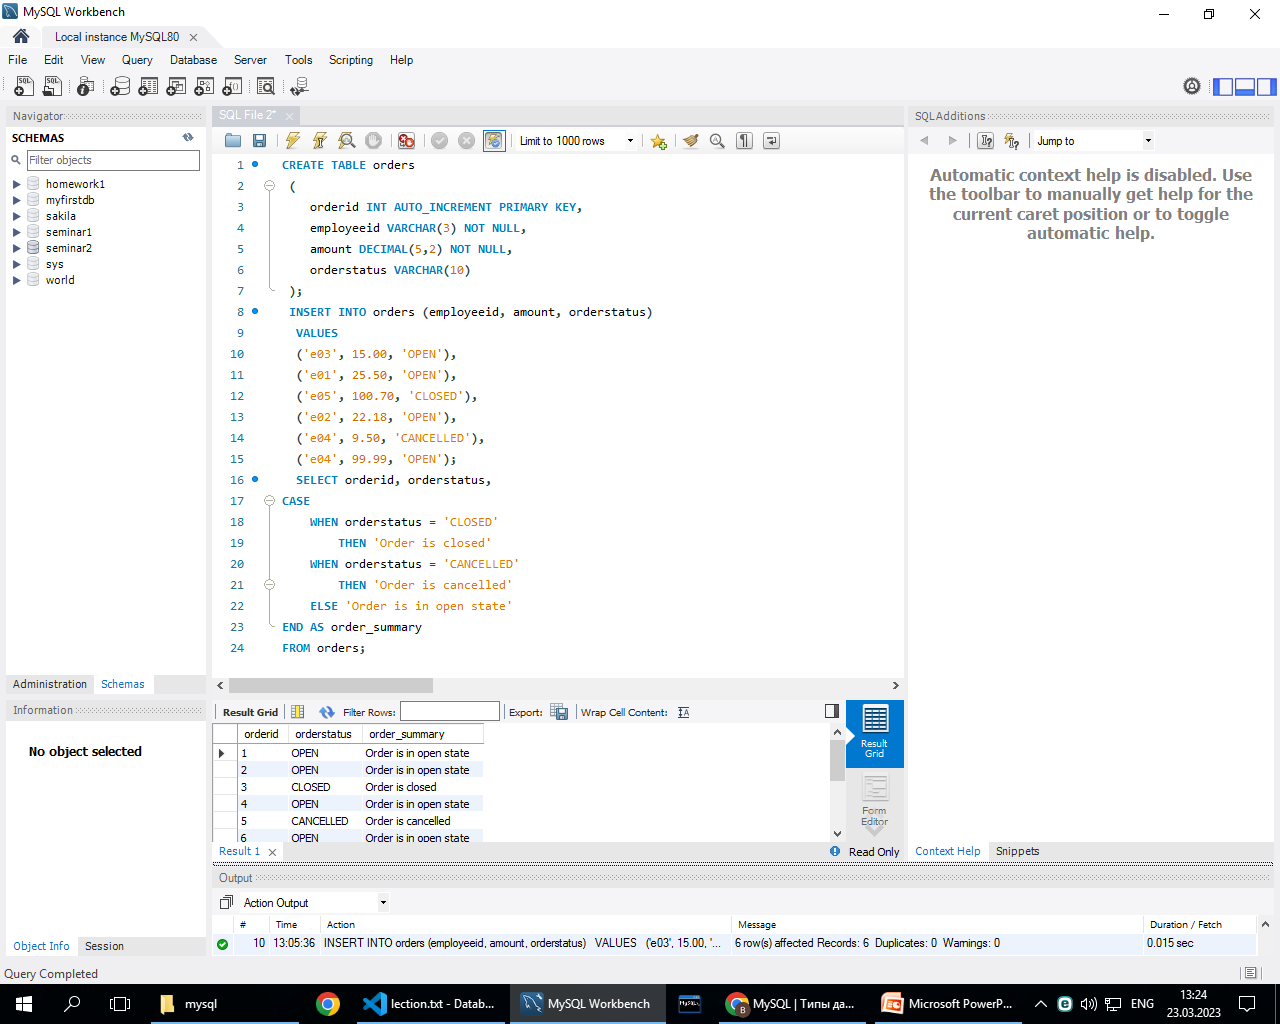 MySQL Workbench
Local instance MySQL80
File Edit View Query Database Server Tools Scripting Help
Navigator
SCHEMAS
Filter objects
homework1
myfirstdb
sakila
seminar1
seminar2
sys
world
Administration Schemas
Information
No object selected
Object Info Session
SQL File 2*
Limit to 1000 rows
1 CREATE TABLE orders
2 (
3 orderid INT AUTO_INCREMENT PRIMARY KEY,
4 employeeid VARCHAR(3) NOT NULL,
5 amount DECIMAL(5,2) NOT NULL,
6 orderstatus VARCHAR(10)
7 );
8 INSERT INTO orders (employeeid, amount, orderstatus)
9 VALUES
10 ('e03', 15.00, 'OPEN'),
11 ('e01', 25.50, 'OPEN'),
12 ('e05', 100.70, 'CLOSED'),
13 ('e02', 22.18, 'OPEN'),
14 ('e04', 9.50, 'CANCELLED'),
15 ('e04', 99.99, 'OPEN');
16 SELECT orderid, orderstatus,
17 CASE
18 WHEN orderstatus = 'CLOSED'
19 THEN 'Order is closed'
20 WHEN orderstatus = 'CANCELLED'
21 THEN 'Order is cancelled'
22 ELSE 'Order is in open state'
23 END AS order_summary
24 FROM orders;
Result Grid Filter Rows: Export: Wrap Cell Content:
orderid orderstatus order_summary
1 OPEN Order is in open state
2 OPEN Order is in open state
3 CLOSED Order is closed
4 OPEN Order is in open state
5 CANCELLED Order is cancelled
6 OPEN Order is in open state
Result
Grid
Form
Editor
Result 1
Read Only
SQLAdditions
Jump to
Automatic context help is disabled. Use
the toolbar to manually get help for the
current caret position or to toggle
automatic help.
Context Help Snippets
Output
Action Output
# Time Action Message Duration / Fetch
10 13:05:36 INSERT INTO orders (employeeid, amount, orderstatus) VALUES ('e03', 15.00, '... 6 row(s) affected Records: 6 Duplicates: 0 Warnings: 0 0.015 sec
Query Completed
mysql
lection.txt - Datab...
MySQL Workbench
MySQL | Типы да...
Microsoft PowerP...
ENG
13:24
23.03.2023